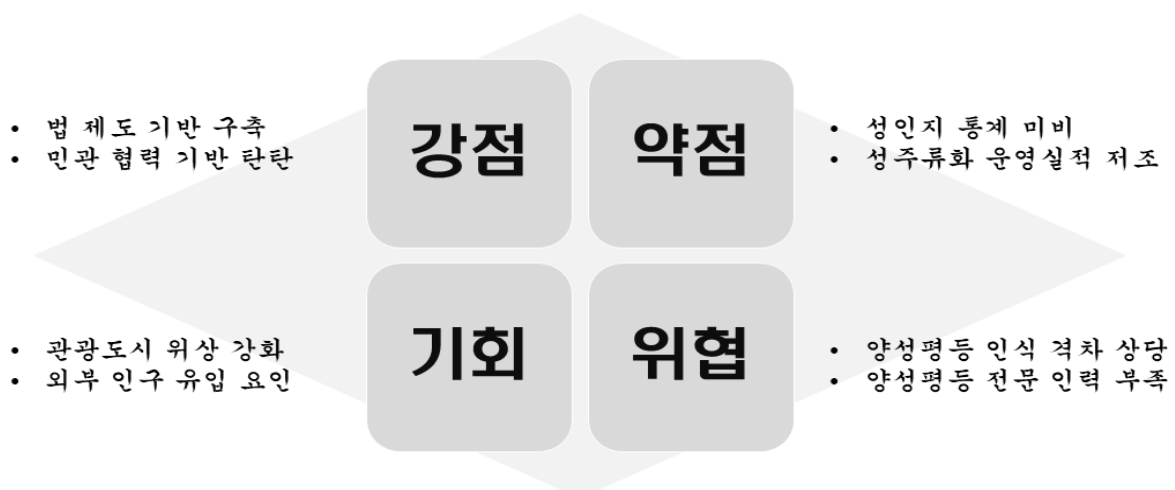 • 법 제도 기반 구축
• 민관 협력 기반 탄탄
강점
약점
• 성인지 통계 미비
• 성주류화 운영실적 저조
• 관광도시 위상 강화
• 외부 인구 유입 요인
기회
위협
• 양성평등 인식 격차 상당
• 양성평등 전문 인력 부족